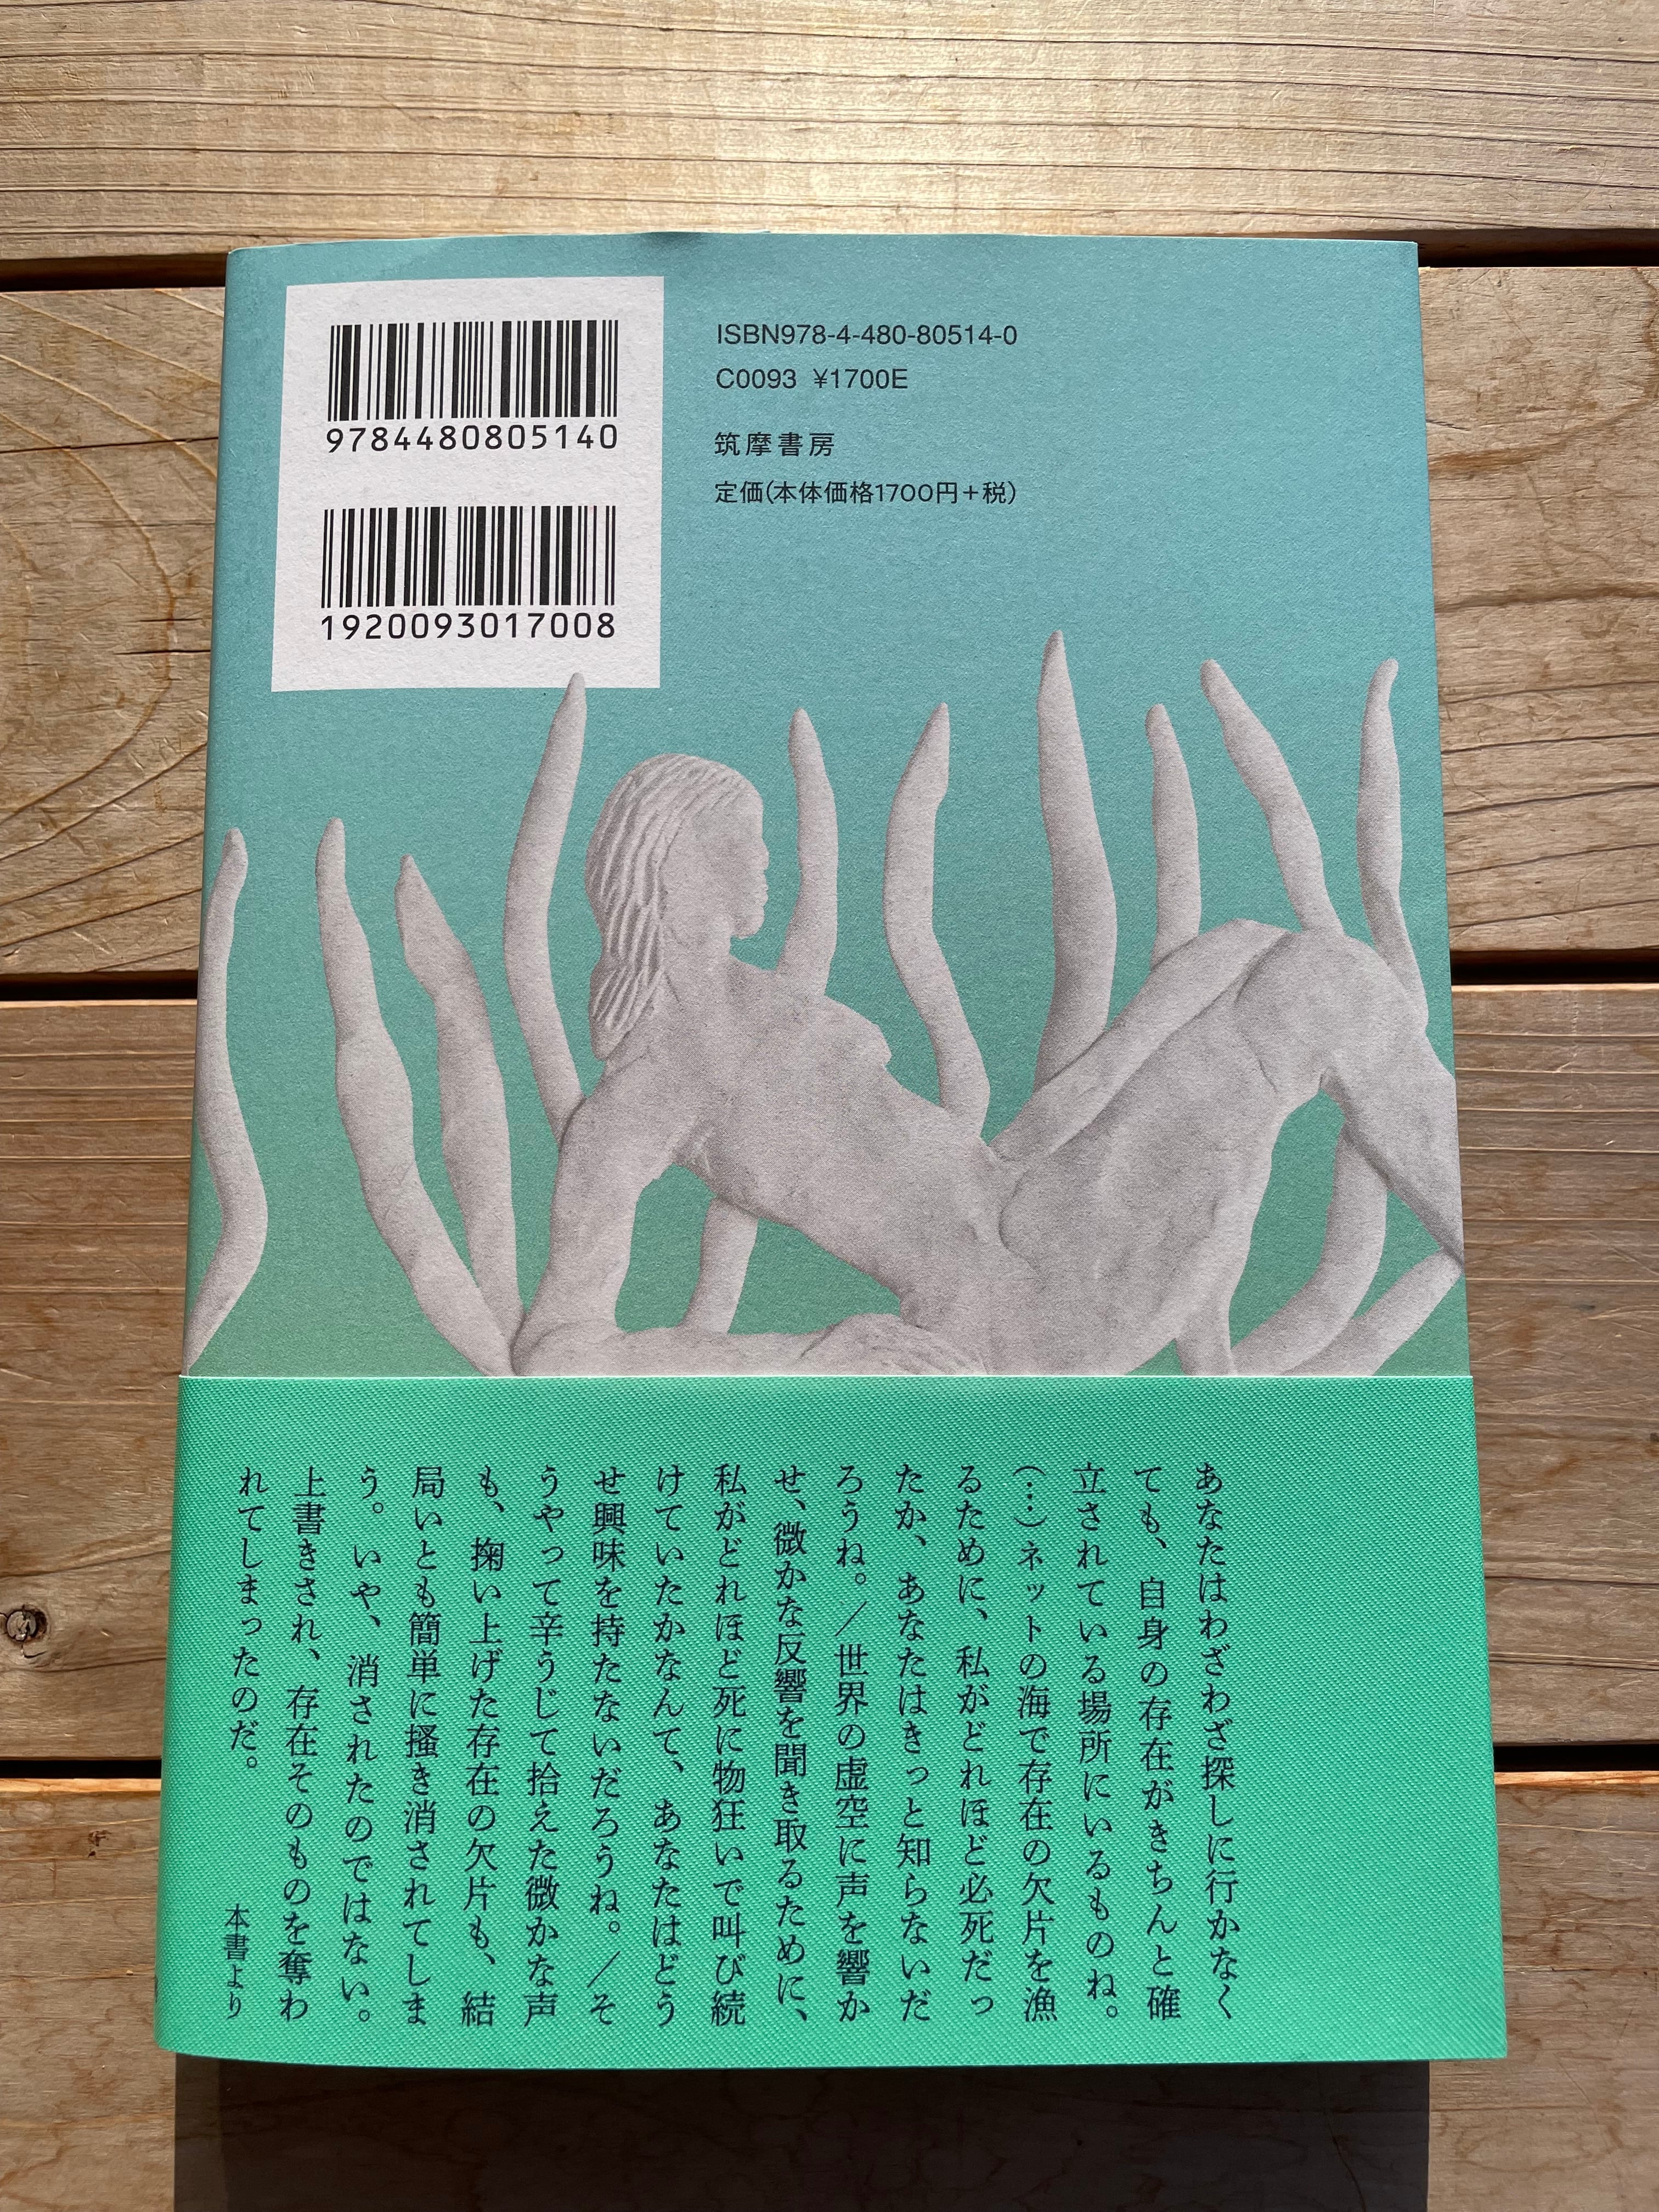 9784480805140
1920093017008
ISBN978-4-480-80514-0
C0093 ¥1700E
筑摩書房
定価(本体価格1700円+税)
あなたはわざわざ探しに行かなく
ても、自身の存在がきちんと確
立されている場所にいるものね。
(…)ネットの海で存在の欠片を漁
るために、私がどれほど必死だっ
たか、あなたはきっと知らないだ
ろうね。/世界の虚空に声を響か
せ、微かな反響を聞き取るために、
私がどれほど死に物狂いで叫び続
けていたかなんて、あなたはどう
せ興味を持たないだろうね。/そ
うやって辛うじて拾えた微かな声
も、掬い上げた存在の欠片も、結
局いとも簡単に掻き消されてしま
う。いや、消されたのではない。
上書きされ、存在そのものを奪わ
れてしまったのだ。
本書より